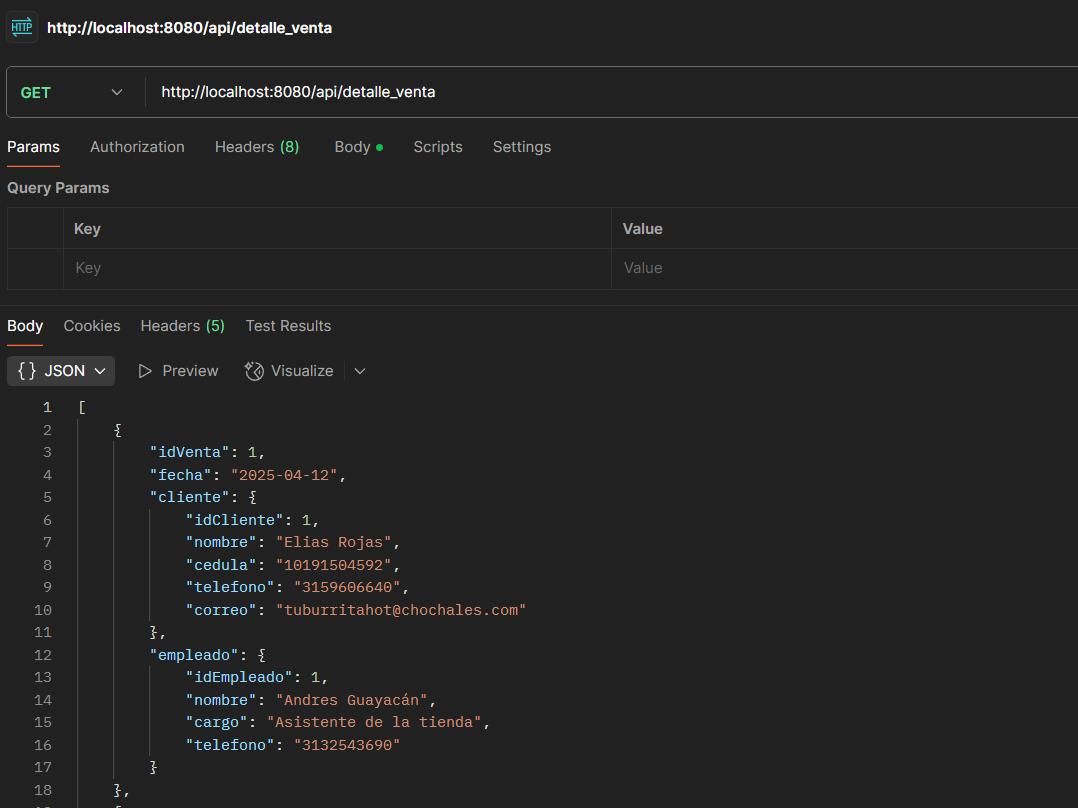 HTTP http://localhost:8080/api/detalle_venta
GET http://localhost:8080/api/detalle_venta
Params Authorization Headers (8) Body Scripts Settings
Query Params
Key Value
Key Value
Body Cookies Headers (5) Test Results
{} JSON Preview Visualize
1 [
2 {
3 "idVenta": 1,
4 "fecha": "2025-04-12",
5 "cliente": {
6 "idCliente": 1,
7 "nombre": "Elias Rojas",
8 "cedula": "10191504592",
9 "telefono": "3159606640",
10 "correo": "tuburritahot@chochales.com"
11 },
12 "empleado": {
13 "idEmpleado": 1,
14 "nombre": "Andres Guayacán",
15 "cargo": "Asistente de la tienda",
16 "telefono": "3132543690"
17 }
18 },